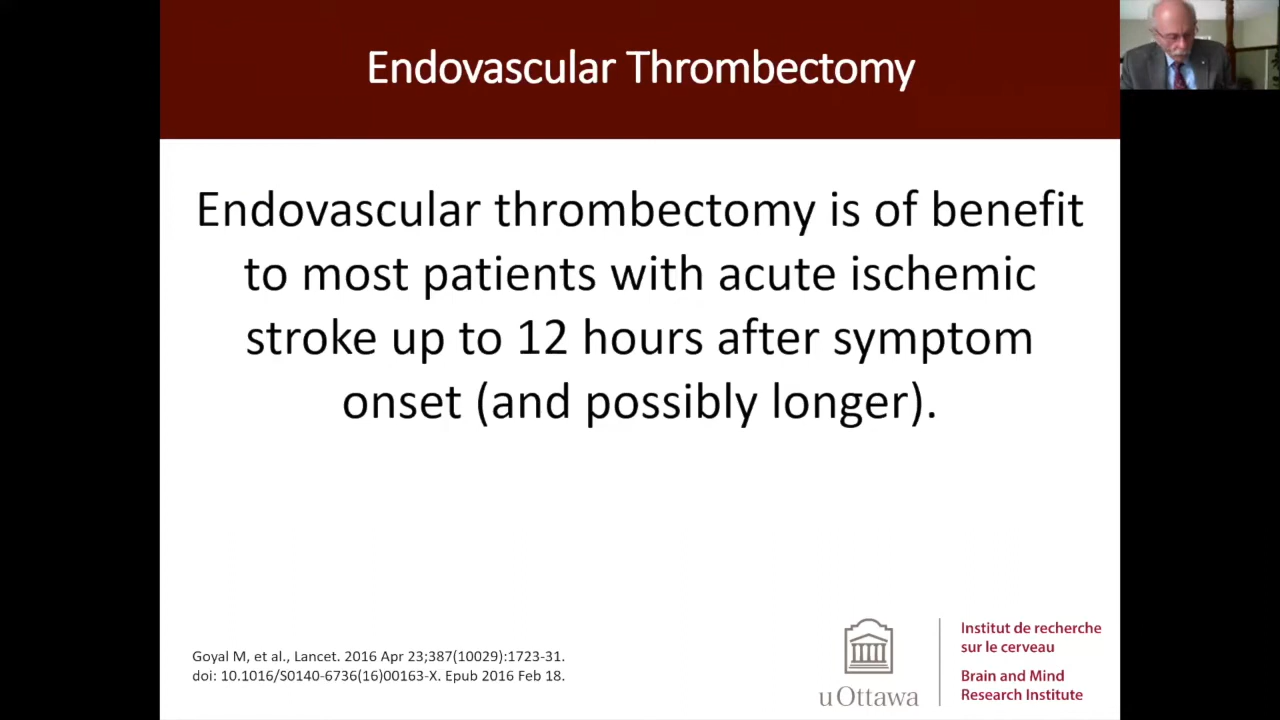 Endovascular Thrombectomy
Endovascular thrombectomy is of benefit
to most patients with acute ischemic
stroke up to 12 hours after symptom
onset (and possibly longer).
Goyal M, et al., Lancet. 2016 Apr 23;387(10029):1723-31.
doi: 10.1016/S0140-6736(16)00163-X. Epub 2016 Feb 18.
uOttawa
Institut de recherche
sur le cerveau
Brain and Mind
Research Institute